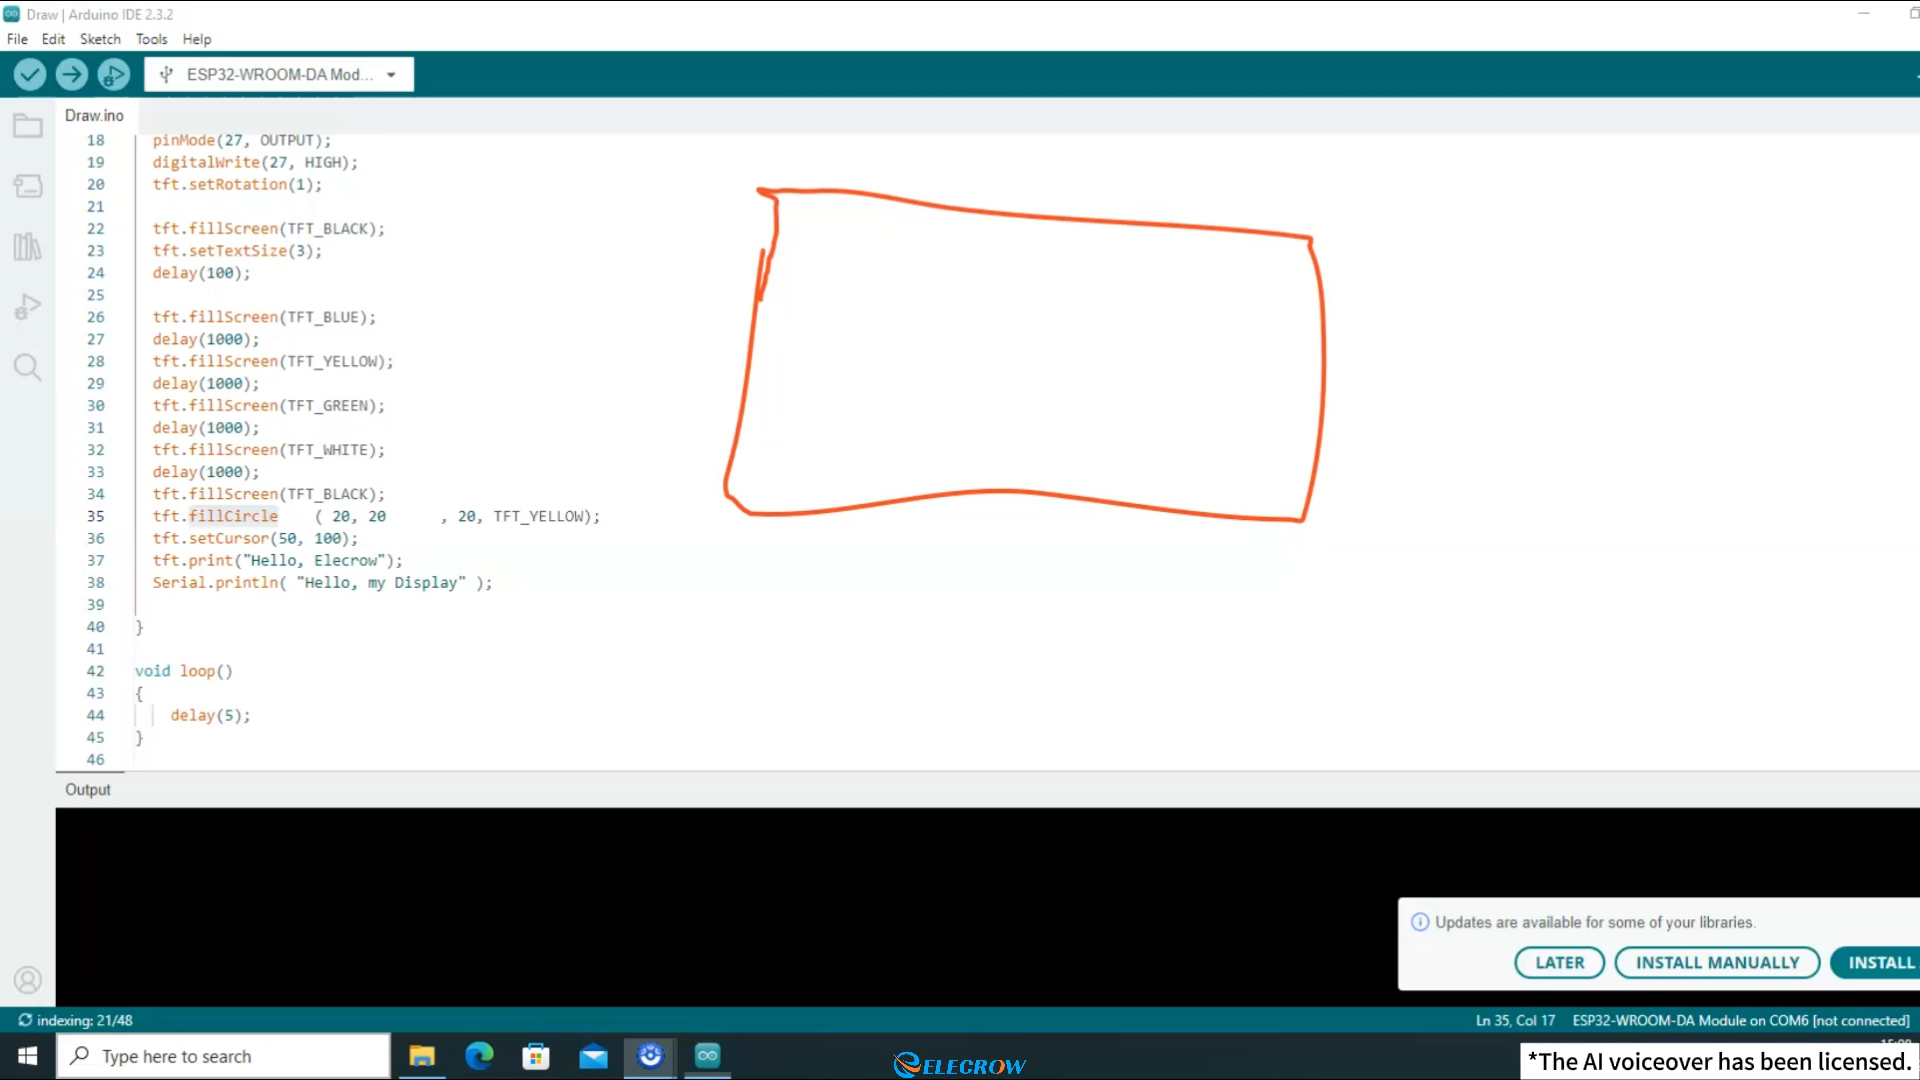 Draw | Arduino IDE 2.3.2
File Edit Sketch Tools Help
ESP32-WROOM-DA Mod...
Draw.ino
18 pinMode(27, OUTPUT);
19 digitalWrite(27, HIGH);
20 tft.setRotation(1);
21
22 tft.fillScreen(TFT_BLACK);
23 tft.setTextSize(3);
24 delay(100);
25
26 tft.fillScreen(TFT_BLUE);
27 delay(1000);
28 tft.fillScreen(TFT_YELLOW);
29 delay(1000);
30 tft.fillScreen(TFT_GREEN);
31 delay(1000);
32 tft.fillScreen(TFT_WHITE);
33 delay(1000);
34 tft.fillScreen(TFT_BLACK);
35 tft.fillCircle ( 20, 20 , 20, TFT_YELLOW);
36 tft.setCursor(50, 100);
37 tft.print("Hello, Elecrow");
38 Serial.println( "Hello, my Display" );
39
40 }
41
42 void loop()
43 {
44 delay(5);
45 }
46
Output
Updates are available for some of your libraries.
LATER INSTALL MANUALLY INSTALL
indexing: 21/48 Ln 35, Col 17 ESP32-WROOM-DA Module on COM6 [not connected]
Type here to search
ELECROW
*The AI voiceover has been licensed.